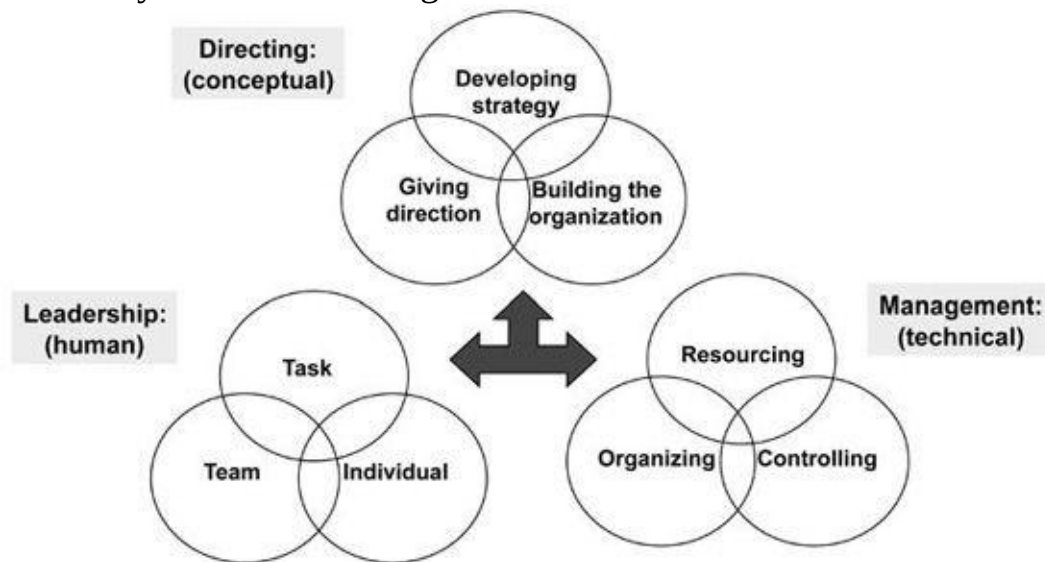 Directing:
(conceptual)
Developing
strategy
Giving
direction
Building the
organization
Leadership:
(human)
Task
Team
Individual
Management:
(technical)
Resourcing
Organizing
Controlling